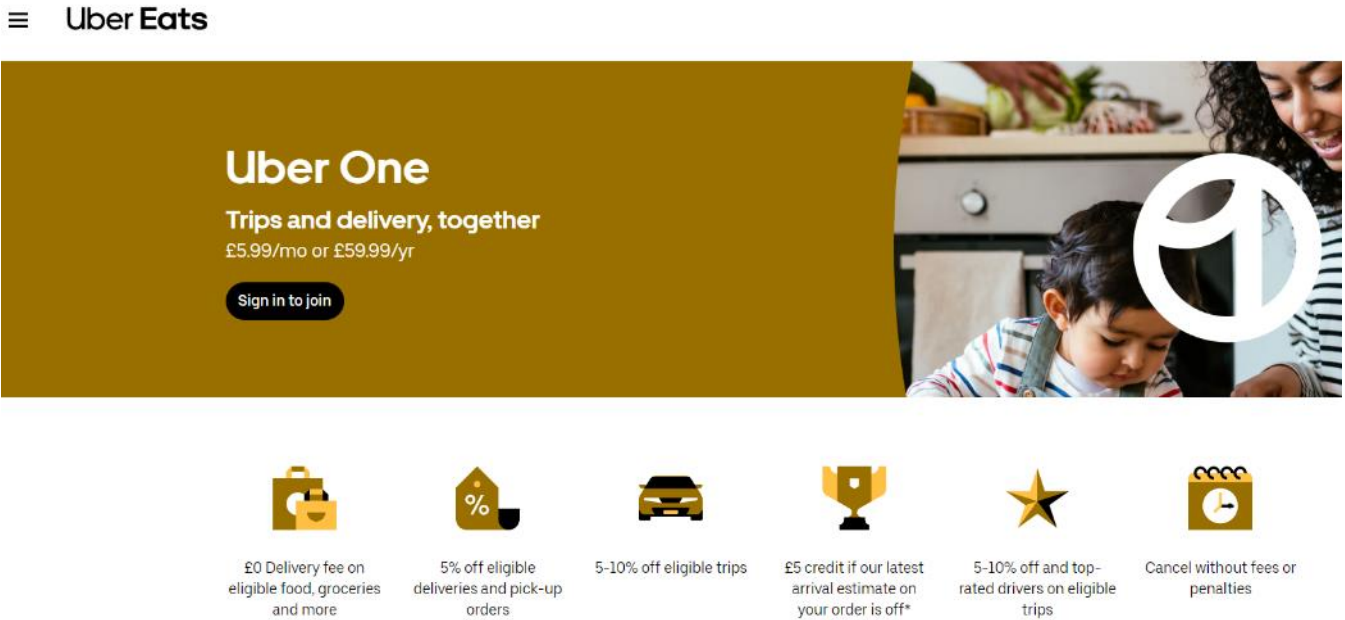 Uber Eats
Uber One
Trips and delivery, together
£5.99/mo or £59.99/yr
Sign in to join
%
£0 Delivery fee on
eligible food, groceries
and more
5% off eligible
deliveries and pick-up
orders
5-10% off eligible trips
£5 credit if our latest
arrival estimate on
your order is off*
5-10% off and top-
rated drivers on eligible
trips
Cancel without fees or
penalties